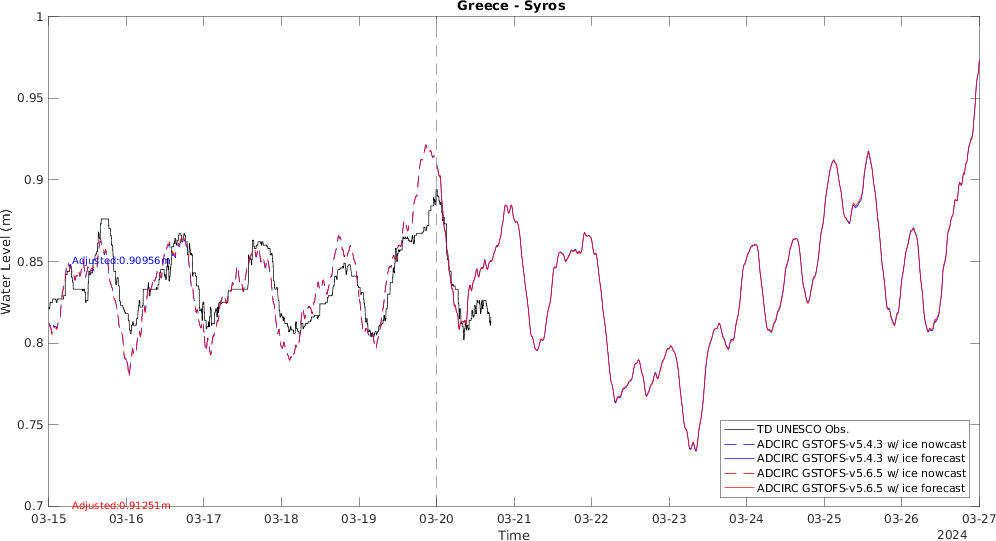 Greece - Syros
Water Level (m)
1
0.95
0.9
0.85
0.8
0.75
0.7
Adjusted:0.90956m
Adjusted:0.91251m
TD UNESCO Obs.
ADCIRC GSTOFS-v5.4.3 w/ ice nowcast
ADCIRC GSTOFS-v5.4.3 w/ ice forecast
ADCIRC GSTOFS-v5.6.5 w/ ice nowcast
ADCIRC GSTOFS-v5.6.5 w/ ice forecast
03-15 03-16 03-17 03-18 03-19 03-20 03-21 03-22 03-23 03-24 03-25 03-26 03-27
Time
2024